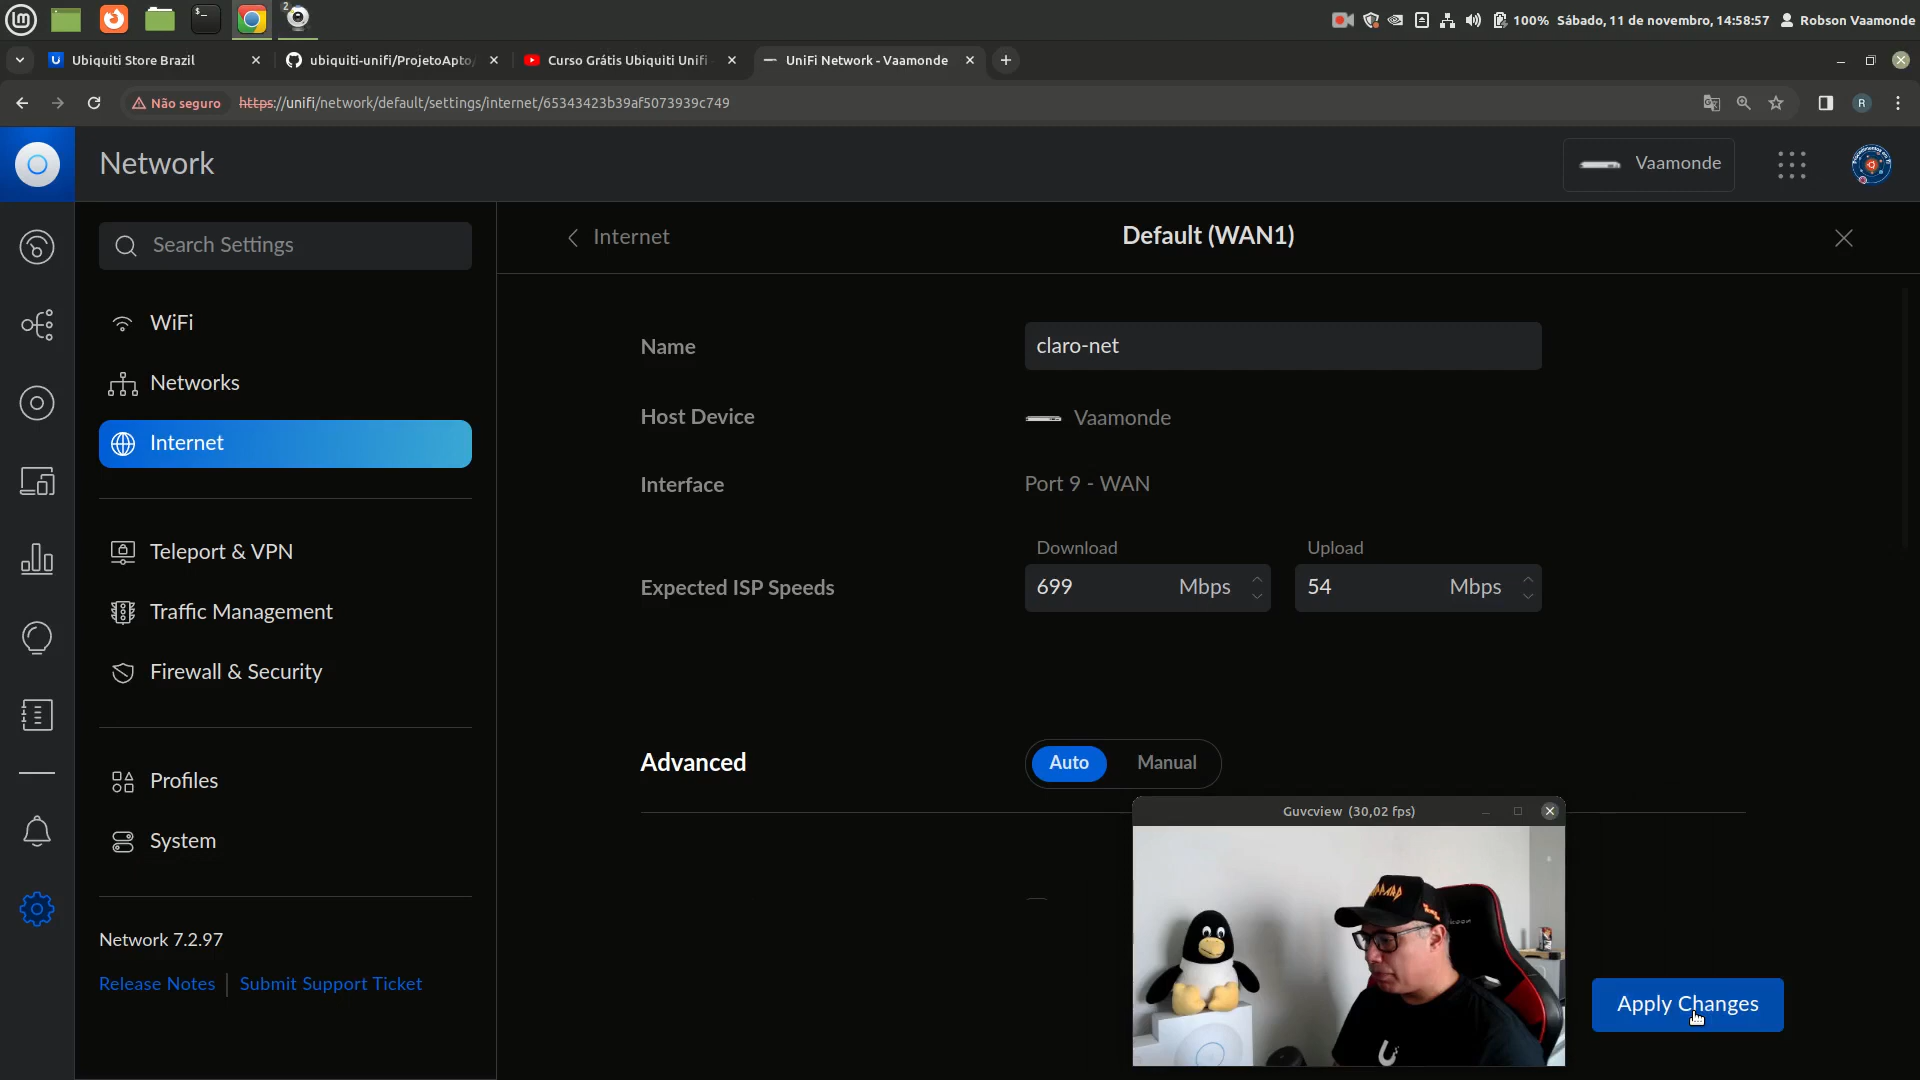 2
100% Sábado, 11 de novembro, 14:58:57 Robson Vaamonde
Ubiquiti Store Brazil
ubiquiti-unifi/ProjetoApto
Curso Grátis Ubiquiti Unifi
UniFi Network - Vaamonde
Não seguro https://unifi/network/default/settings/internet/65343423b39af5073939c749
R
Network
Vaamonde
Search Settings
Internet
Default (WAN1)
WiFi
Networks
Internet
Teleport & VPN
Traffic Management
Firewall & Security
Profiles
System
Network 7.2.97
Release Notes
Submit Support Ticket
Name
claro-net
Host Device
Vaamonde
Interface
Port 9 - WAN
Download
Upload
Expected ISP Speeds
699 Mbps
54 Mbps
Advanced
Auto
Manual
Guvcview (30,02 fps)
Apply Changes